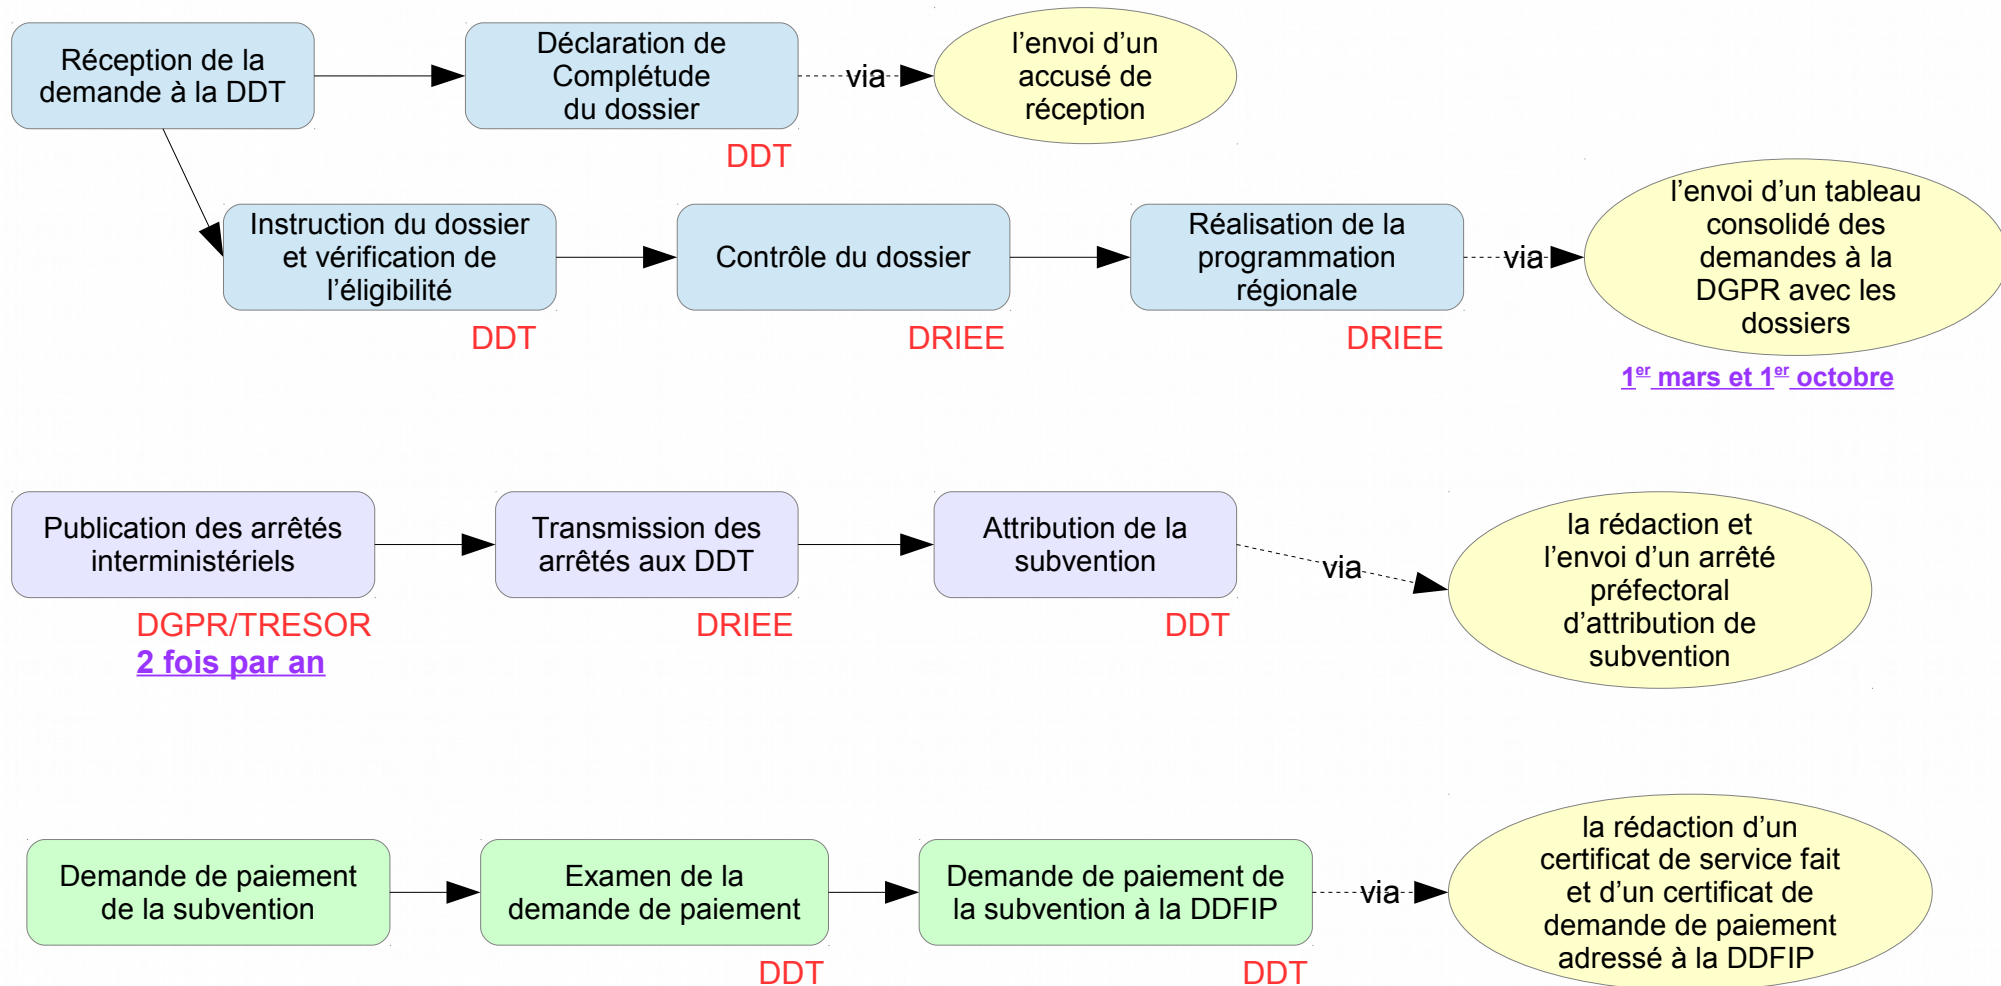 Réception de la
demande à la DDT
Déclaration de
Complétude
du dossier
via
l'envoi d'un
accusé de
réception
DDT
Instruction du dossier
et vérification de
l'éligibilité
Contrôle du dossier
Réalisation de la
programmation
régionale
via
l'envoi d'un tableau
consolidé des
demandes à la
DGPR avec les
dossiers
DDT
DRIEE
DRIEE
1er mars et 1er octobre
Publication des arrêtés
interministériels
Transmission des
arrêtés aux DDT
Attribution de la
subvention
via
la rédaction et
l'envoi d'un arrêté
préfectoral
d'attribution de
subvention
DGPR/TRESOR
2 fois par an
DRIEE
DDT
Demande de paiement
de la subvention
Examen de la
demande de paiement
Demande de paiement de
la subvention à la DDFIP
via
la rédaction d'un
certificat de service fait
et d'un certificat de
demande de paiement
adressé à la DDFIP
DDT
DDT